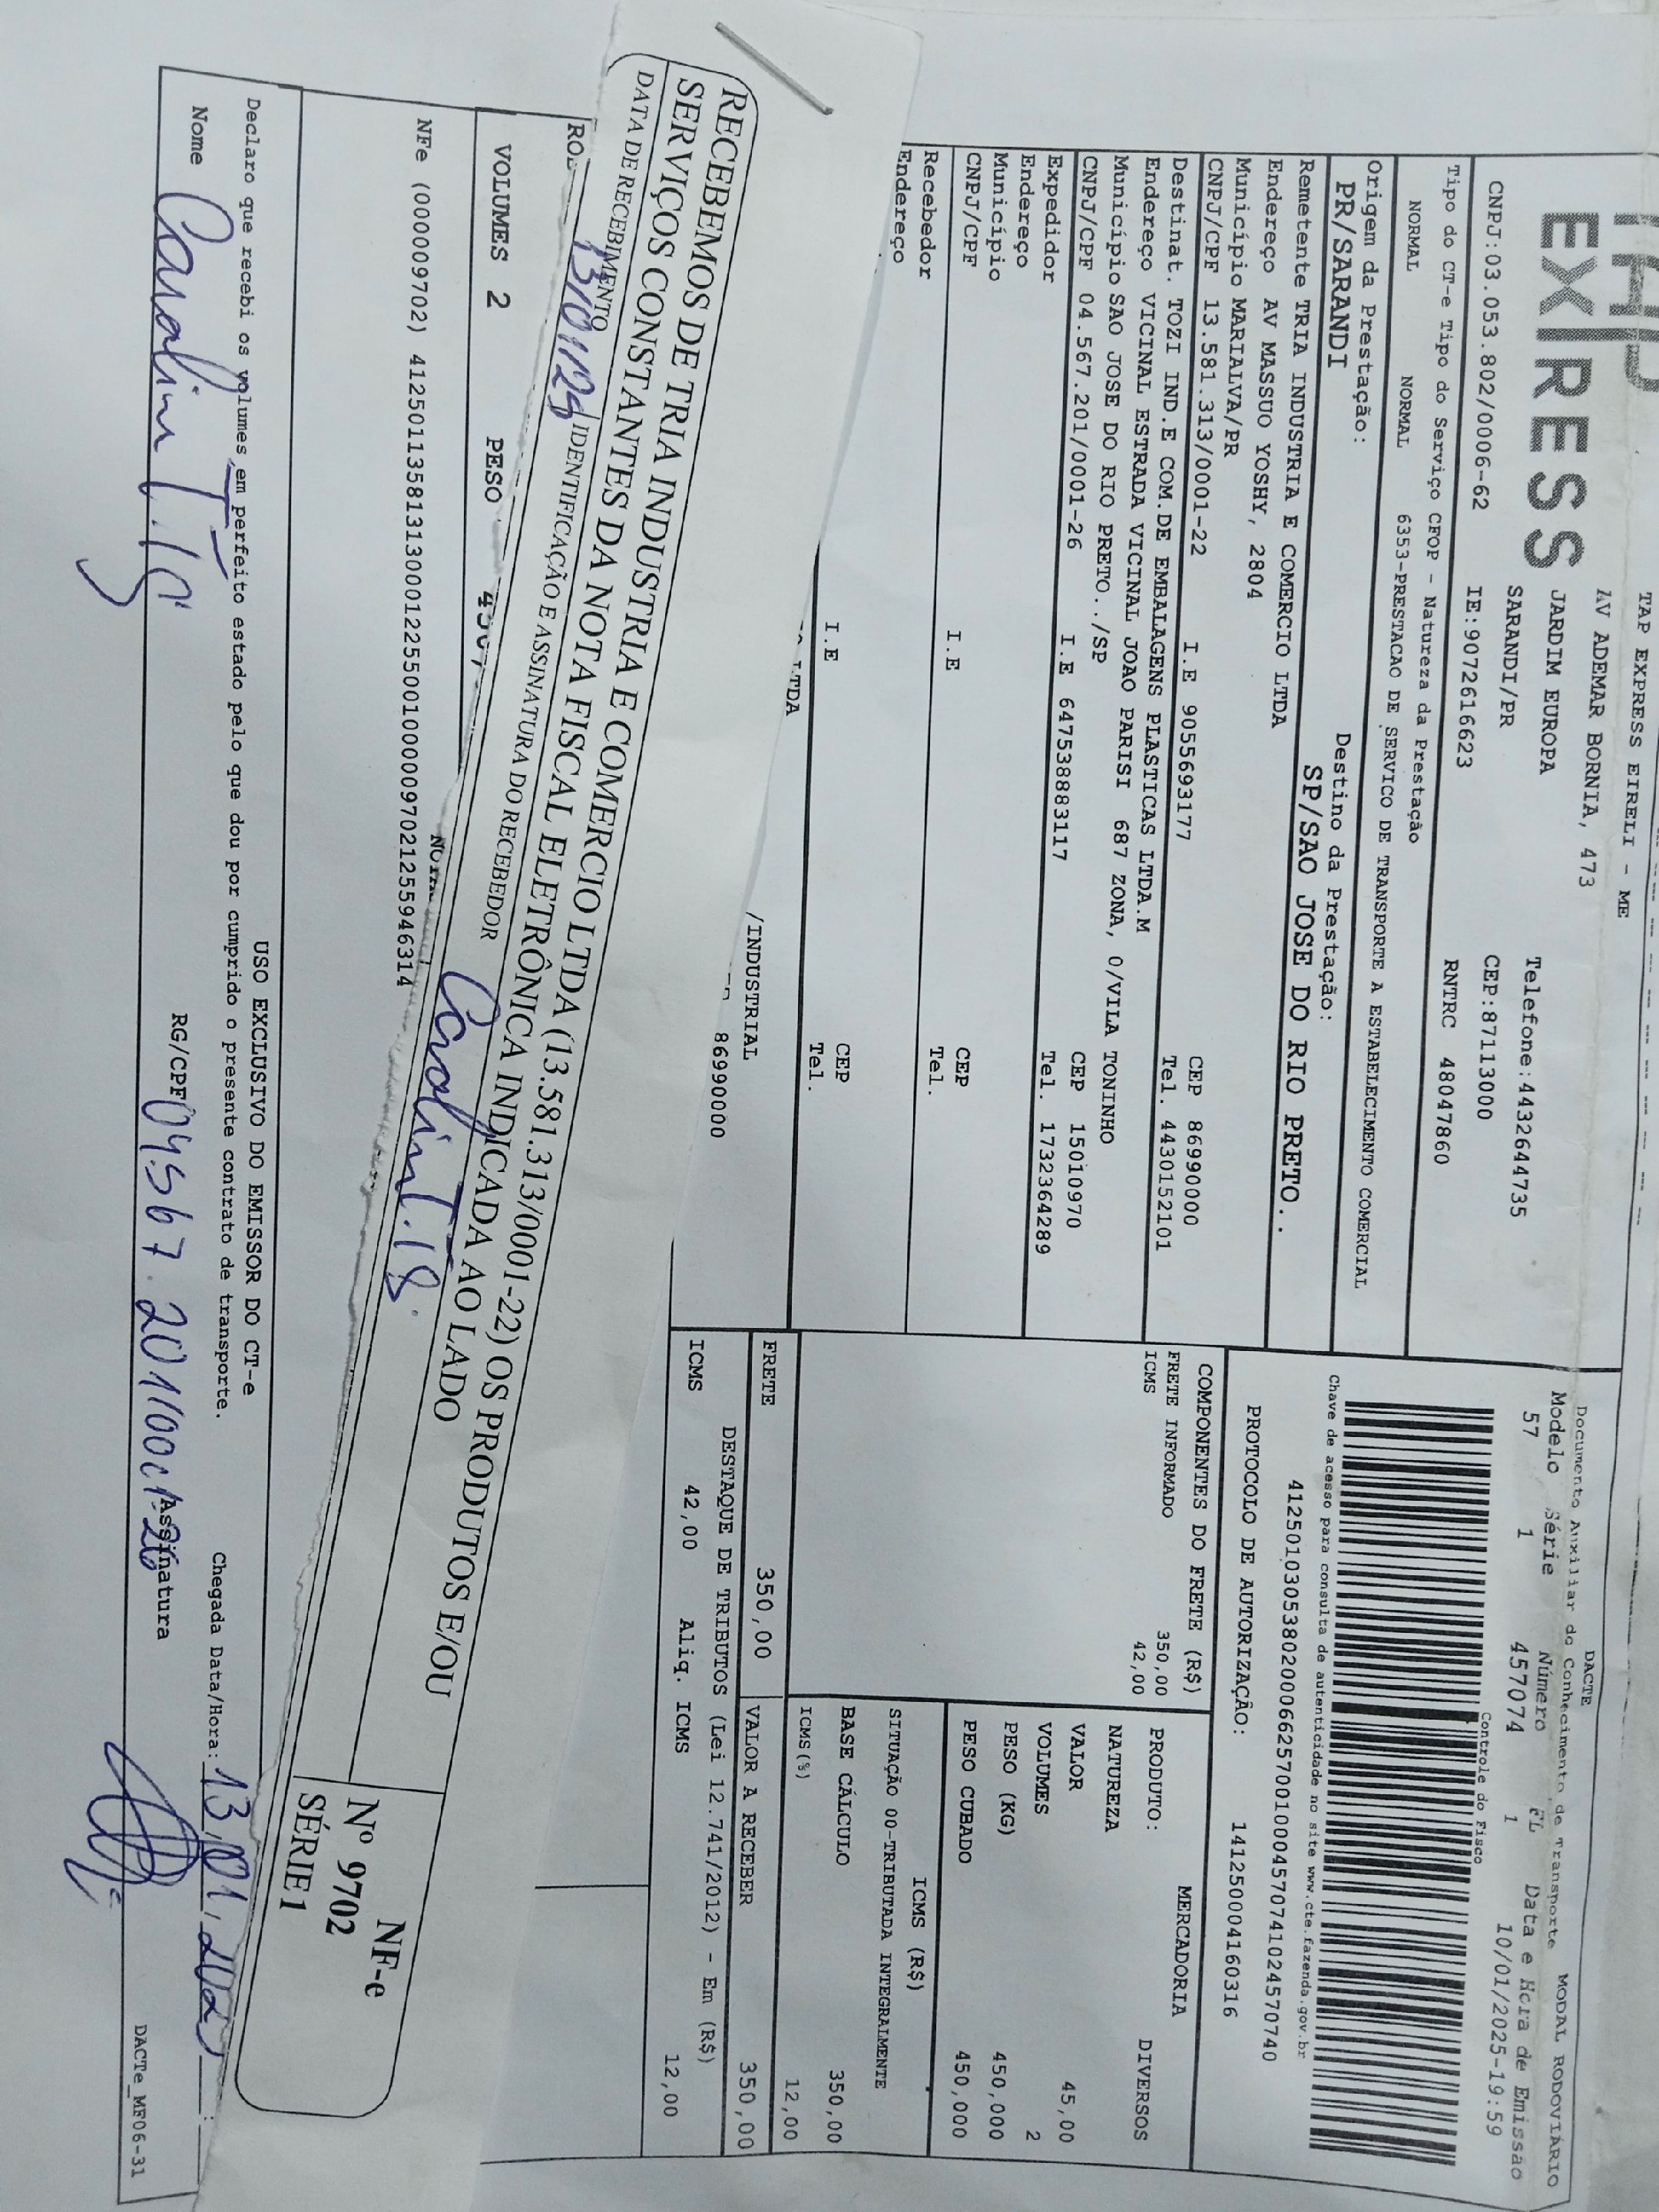 TAP EXPRESS EIRELI - ME
EXPRESS
AV ADEMAR BORNIA, 473
JARDIM EUROPA
Telefone:4432644735
SARANDI/PR
CEP:87113000
CNPJ:03.053.802/0006-62
IE:9072616623
RNTRC 48047860
Tipo do CT-e Tipo do Serviço CFOP - Natureza da Prestação
NORMAL NORMAL 6353-PRESTACAO DE SERVICO DE TRANSPORTE A ESTABELECIMENTO COMERCIAL
Origem da Prestação: Destino da Prestação:
PR/SARANDI SP/SAO JOSE DO RIO PRETO..
Remetente TRIA INDUSTRIA E COMERCIO LTDA
Endereço AV MASSUO YOSHY, 2804
Município MARIALVA/PR CEP 86990000
CNPJ/CPF 13.581.313/0001-22 I.E 9055693177 Tel. 4430152101
Destinat. TOZI IND.E COM.DE EMBALAGENS PLASTICAS LTDA.M
Endereço VICINAL ESTRADA VICINAL JOAO PARISI 687 ZONA, 0/VILA TONINHO
Município SAO JOSE DO RIO PRETO../SP CEP 15010970
CNPJ/CPF 04.567.201/0001-26 I.E 647538883117 Tel. 1732364289
Expedidor
Endereço
Município CEP
CNPJ/CPF I.E Tel.
Recebedor
Endereço
CEP
I.E Tel.
LTDA
/INDUSTRIAL
86990000
DACTE
Documento Auxiliar do Conhecimento de Transporte
MODAL RODOVIÁRIO
Modelo Série Número FL Data e Hora de Emissão
57 1 457074 1 10/01/2025-19:59
Controle do Fisco
Chave de acesso para consulta de autenticidade no site www.cte.fazenda.gov.br
41250103053802000662570010004570741024570740
PROTOCOLO DE AUTORIZAÇÃO: 141250004160316
COMPONENTES DO FRETE (R$)
FRETE INFORMADO 350,00
ICMS 42,00
PRODUTO: MERCADORIA
NATUREZA DIVERSOS
VALOR 45,00
VOLUMES 2
PESO (KG) 450,000
PESO CUBADO 450,000
ICMS (R$)
SITUAÇÃO 00-TRIBUTADA INTEGRALMENTE
BASE CÁLCULO 350,00
ICMS(%) 12,00
FRETE 350,00 VALOR A RECEBER 350,00
DESTAQUE DE TRIBUTOS (Lei 12.741/2012) - Em (R$)
ICMS 42,00 Aliq. ICMS 12,00
RECEBEMOS DE TRIA INDUSTRIA E COMERCIO LTDA (13.581.313/0001-22) OS PRODUTOS E/OU
SERVIÇOS CONSTANTES DA NOTA FISCAL ELETRÔNICA INDICADA AO LADO
DATA DE RECEBIMENTO IDENTIFICAÇÃO E ASSINATURA DO RECEBEDOR
13/01/25
NF-e
Nº 9702
SÉRIE1
VOLUMES 2 PESO
NFe (000009702) 41250113581313000122550010000097021255946314
USO EXCLUSIVO DO EMISSOR DO CT-e
Declaro que recebi os volumes em perfeito estado pelo que dou por cumprido o presente contrato de transporte.
Chegada Data/Hora:
Nome RG/CPF Assinatura
DACTe_MF06-31